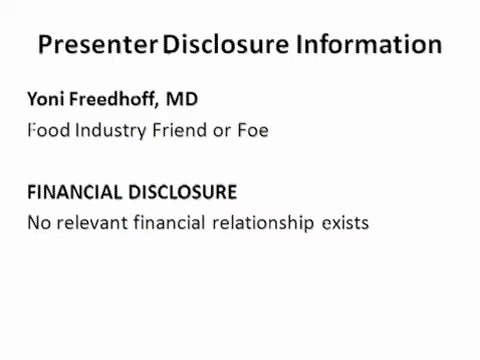 Presenter Disclosure Information
Yoni Freedhoff, MD
Food Industry Friend or Foe
FINANCIAL DISCLOSURE
No relevant financial relationship exists